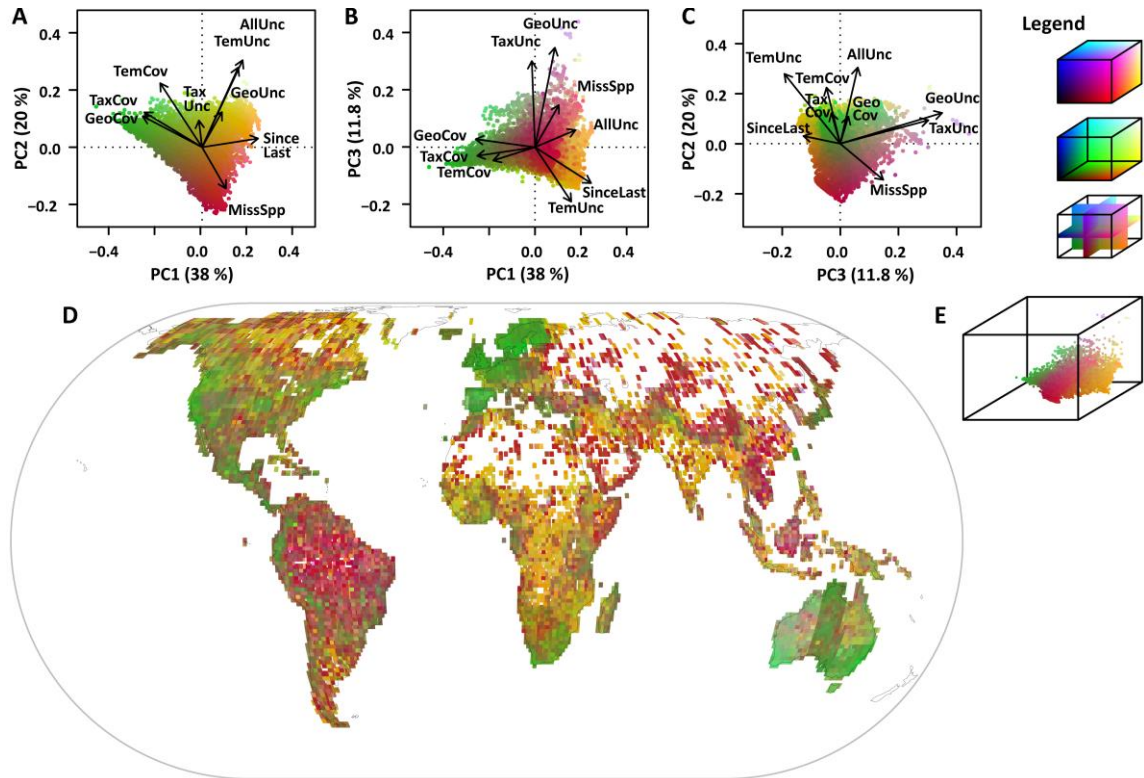 A
B
C
Legend
AllUnc
TemUnc
TemCov
Tax
Unc
GeoUnc
TaxCov
GeoCov
Since
Last
MissSpp
0.4
0.2
0.0
−0.2
PC2 (20 %)
−0.4
0.0
0.4
PC1 (38 %)
GeoUnc
TaxUnc
MissSpp
AllUnc
GeoCov
TaxCov
TemCov
SinceLast
TemUnc
0.4
0.2
0.0
−0.2
PC3 (11.8 %)
−0.4
0.0
0.4
PC1 (38 %)
TemUnc
AllUnc
TemCov
Tax
Cov
Geo
Cov
GeoUnc
TaxUnc
SinceLast
MissSpp
0.4
0.2
0.0
−0.2
PC2 (20 %)
−0.2
0.0
0.2
0.4
PC3 (11.8 %)
D
E